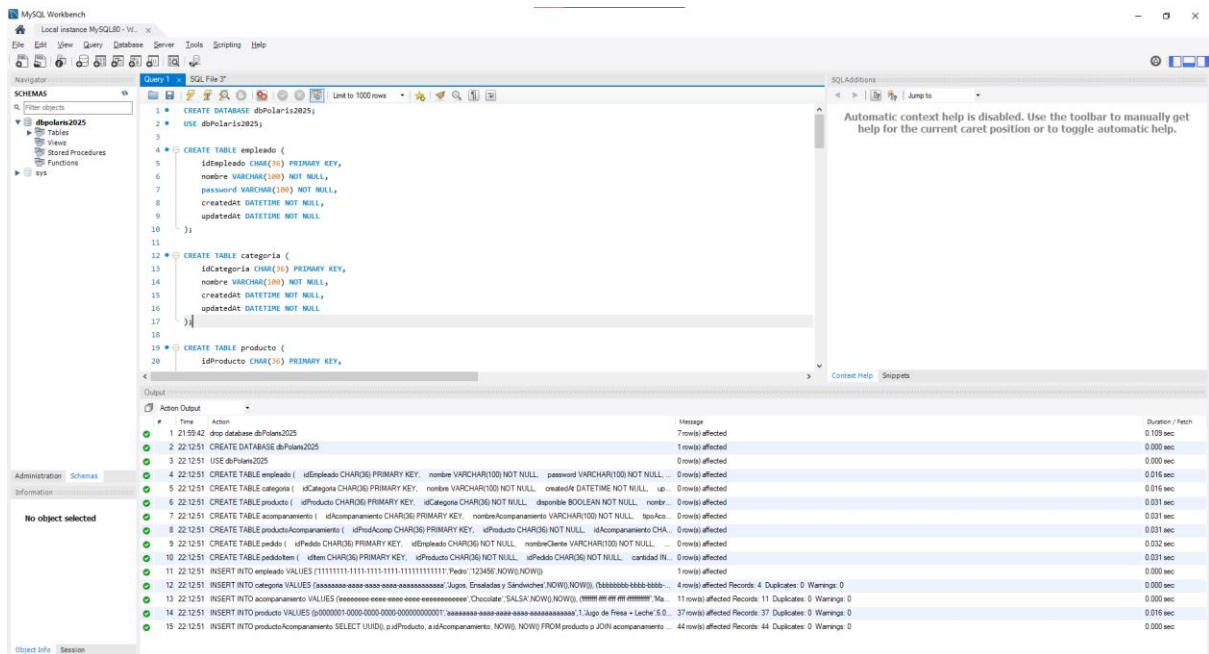 MySQL Workbench
Local instance MySQL80 - W... ×
File Edit View Query Database Server Tools Scripting Help
Navigator
SCHEMAS
Filter objects
dbpolaris2025
Tables
Views
Stored Procedures
Functions
sys
Administration Schemas
Information
No object selected
Object Info Session
Query 1 × SQL File 3*
Limit to 1000 rows
1 CREATE DATABASE dbPolaris2025;
2 USE dbPolaris2025;
3
4 CREATE TABLE empleado (
5 idEmpleado CHAR(36) PRIMARY KEY,
6 nombre VARCHAR(100) NOT NULL,
7 password VARCHAR(100) NOT NULL,
8 createdAt DATETIME NOT NULL,
9 updatedAt DATETIME NOT NULL
10 );
11
12 CREATE TABLE categoria (
13 idCategoria CHAR(36) PRIMARY KEY,
14 nombre VARCHAR(100) NOT NULL,
15 createdAt DATETIME NOT NULL,
16 updatedAt DATETIME NOT NULL
17 );
18
19 CREATE TABLE producto (
20 idProducto CHAR(36) PRIMARY KEY,
SQLAdditions
Jump to
Automatic context help is disabled. Use the toolbar to manually get
help for the current caret position or to toggle automatic help.
Context Help Snippets
Output
Action Output
# Time Action Message Duration / Fetch
1 21:59:42 drop database dbPolaris2025 7 row(s) affected 0.109 sec
2 22:12:51 CREATE DATABASE dbPolaris2025 1 row(s) affected 0.000 sec
3 22:12:51 USE dbPolaris2025 0 row(s) affected 0.000 sec
4 22:12:51 CREATE TABLE empleado ( idEmpleado CHAR(36) PRIMARY KEY, nombre VARCHAR(100) NOT NULL, password VARCHAR(100) NOT NULL, ... 0 row(s) affected 0.016 sec
5 22:12:51 CREATE TABLE categoria ( idCategoria CHAR(36) PRIMARY KEY, nombre VARCHAR(100) NOT NULL, createdAt DATETIME NOT NULL, up... 0 row(s) affected 0.016 sec
6 22:12:51 CREATE TABLE producto ( idProducto CHAR(36) PRIMARY KEY, idCategoria CHAR(36) NOT NULL, disponible BOOLEAN NOT NULL, nombr... 0 row(s) affected 0.031 sec
7 22:12:51 CREATE TABLE acompanamiento ( idAcompanamiento CHAR(36) PRIMARY KEY, nombreAcompanamiento VARCHAR(100) NOT NULL, tipoAco... 0 row(s) affected 0.031 sec
8 22:12:51 CREATE TABLE productoAcompanamiento ( idProdAcomp CHAR(36) PRIMARY KEY, idProducto CHAR(36) NOT NULL, idAcompanamiento CHA... 0 row(s) affected 0.031 sec
9 22:12:51 CREATE TABLE pedido ( idPedido CHAR(36) PRIMARY KEY, idEmpleado CHAR(36) NOT NULL, nombreCliente VARCHAR(100) NOT NULL, ... 0 row(s) affected 0.032 sec
10 22:12:51 CREATE TABLE pedidoItem ( idItem CHAR(36) PRIMARY KEY, idProducto CHAR(36) NOT NULL, idPedido CHAR(36) NOT NULL, cantidad IN... 0 row(s) affected 0.031 sec
11 22:12:51 INSERT INTO empleado VALUES ('11111111-1111-1111-1111-111111111111','Pedro','123456',NOW(),NOW()) 1 row(s) affected 0.000 sec
12 22:12:51 INSERT INTO categoria VALUES ('aaaaaaaa-aaaa-aaaa-aaaa-aaaaaaaaaaaa','Jugos, Ensaladas y Sándwiches',NOW(),NOW()), ('bbbbbbbb-bbbb-bbbb-... 4 row(s) affected Records: 4 Duplicates: 0 Warnings: 0 0.000 sec
13 22:12:51 INSERT INTO acompanamiento VALUES ('eeeeeeee-eeee-eeee-eeee-eeeeeeeeeeee','Chocolate','SALSA',NOW(),NOW()), ('ffffffff-ffff-ffff-ffff-ffffffffffff','Ma... 11 row(s) affected Records: 11 Duplicates: 0 Warnings: 0 0.000 sec
14 22:12:51 INSERT INTO producto VALUES ('p0000001-0000-0000-0000-000000000001','aaaaaaaa-aaaa-aaaa-aaaa-aaaaaaaaaaaa',1,'Jugo de Fresa + Leche',6.0... 37 row(s) affected Records: 37 Duplicates: 0 Warnings: 0 0.016 sec
15 22:12:51 INSERT INTO productoAcompanamiento SELECT UUID(), p.idProducto, a.idAcompanamiento, NOW(), NOW() FROM producto p JOIN acompanamiento ... 44 row(s) affected Records: 44 Duplicates: 0 Warnings: 0 0.000 sec